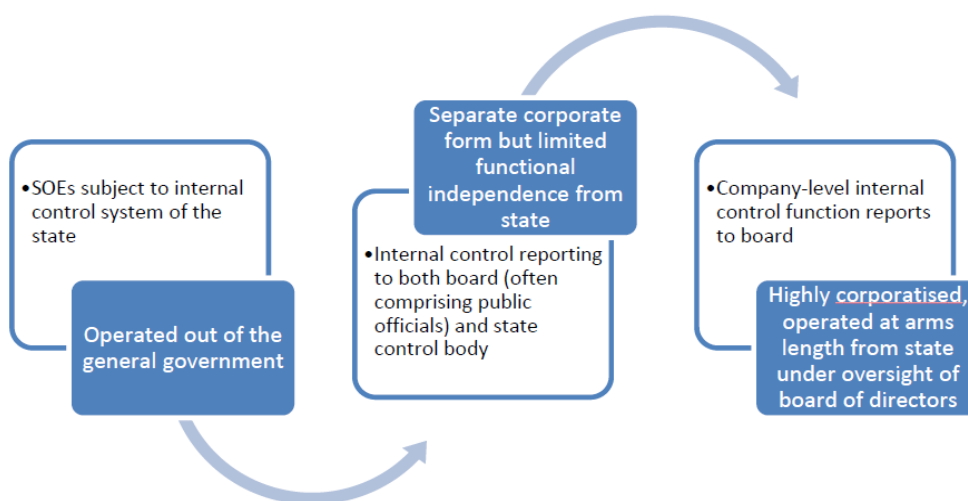 •SOEs subject to internal
control system of the
state
Operated out of the
general government
Separate corporate
form but limited
functional
independence from
state
•Internal control reporting
to both board (often
comprising public
officials) and state
control body
•Company-level internal
control function reports
to board
Highly corporatised,
operated at arms
length from state
under oversight of
board of directors